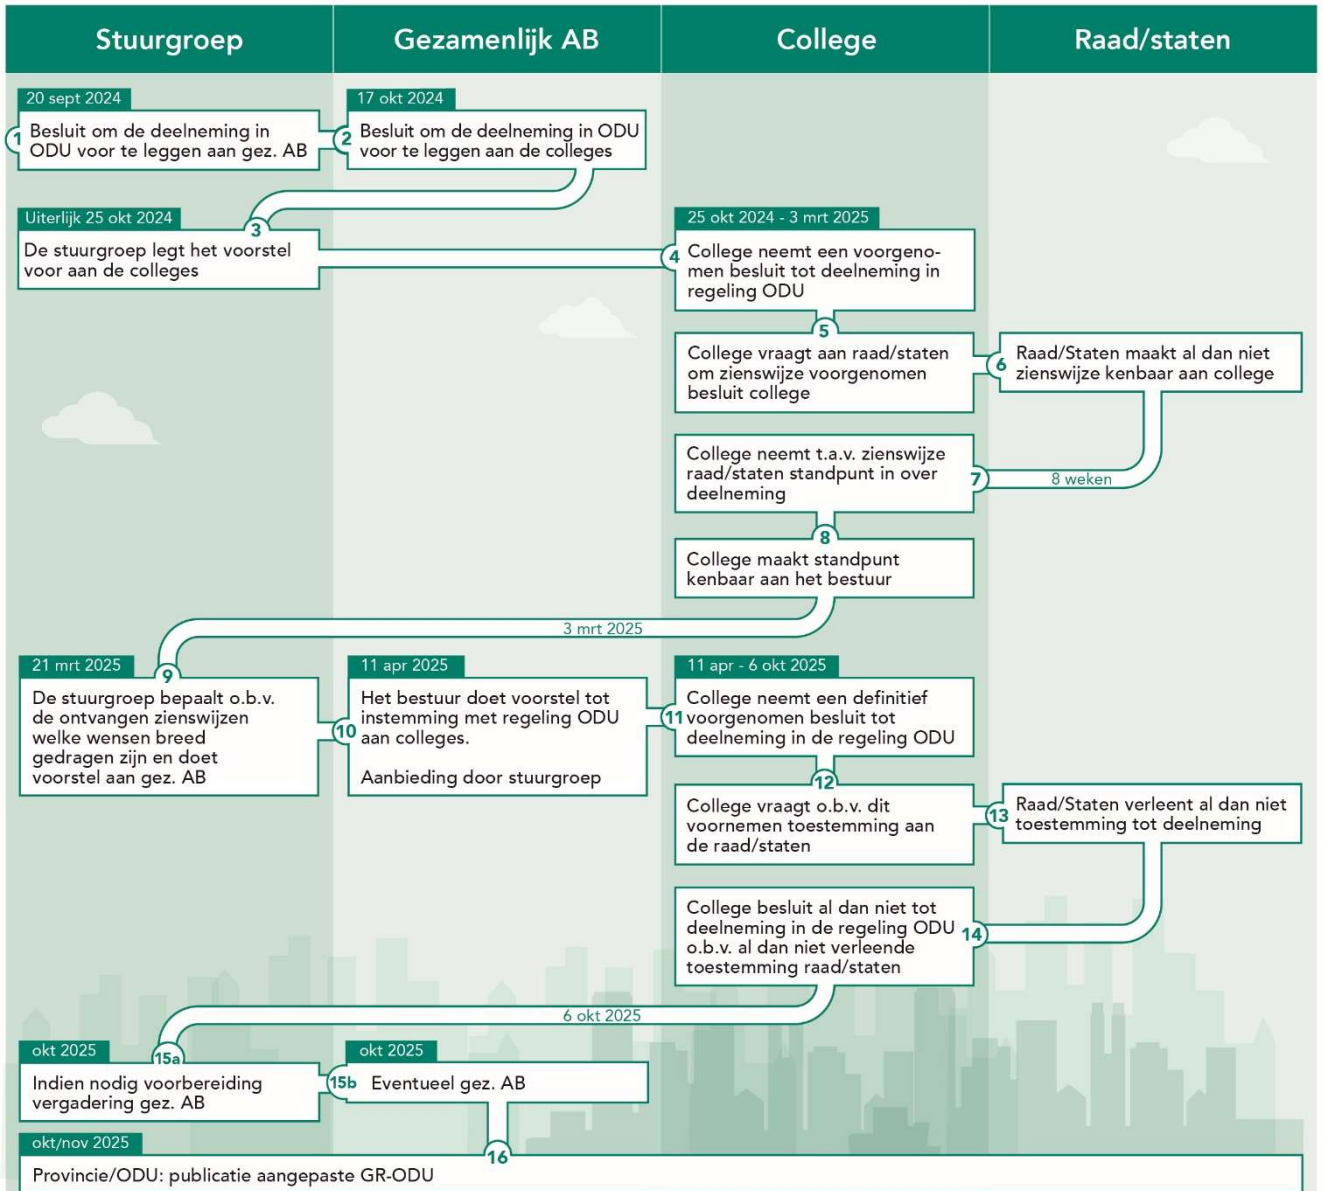 Stuurgroep
Gezamenlijk AB
College
Raad/staten
20 sept 2024
1
Besluit om de deelneming in
ODU voor te leggen aan gez. AB
17 okt 2024
2
Besluit om de deelneming in ODU
voor te leggen aan de colleges
Uiterlijk 25 okt 2024
3
De stuurgroep legt het voorstel
voor aan de colleges
25 okt 2024 - 3 mrt 2025
4
College neemt een voorgeno-
men besluit tot deelneming in
regeling ODU
5
College vraagt aan raad/staten
om zienswijze voorgenomen
besluit college
6
Raad/Staten maakt al dan niet
zienswijze kenbaar aan college
8 weken
7
College neemt t.a.v. zienswijze
raad/staten standpunt in over
deelneming
8
College maakt standpunt
kenbaar aan het bestuur
3 mrt 2025
21 mrt 2025
9
De stuurgroep bepaalt o.b.v.
de ontvangen zienswijzen
welke wensen breed
gedragen zijn en doet
voorstel aan gez. AB
11 apr 2025
10
Het bestuur doet voorstel tot
instemming met regeling ODU
aan colleges.
Aanbieding door stuurgroep
11 apr - 6 okt 2025
11
College neemt een definitief
voorgenomen besluit tot
deelneming in de regeling ODU
12
College vraagt o.b.v. dit
voornemen toestemming aan
de raad/staten
13
Raad/Staten verleent al dan niet
toestemming tot deelneming
14
College besluit al dan niet tot
deelneming in de regeling ODU
o.b.v. al dan niet verleende
toestemming raad/staten
6 okt 2025
okt 2025
15a
Indien nodig voorbereiding
vergadering gez. AB
okt 2025
15b
Eventueel gez. AB
okt/nov 2025
16
Provincie/ODU: publicatie aangepaste GR-ODU